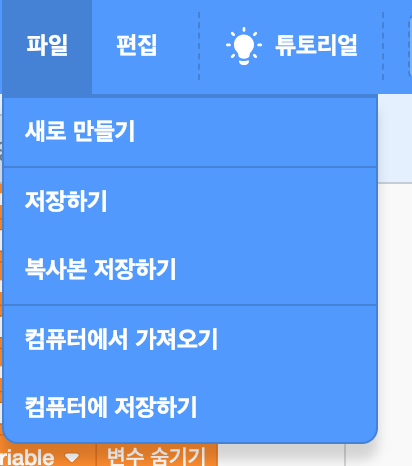 파일 편집 튜토리얼
새로 만들기
저장하기
복사본 저장하기
컴퓨터에서 가져오기
컴퓨터에 저장하기
riable 변수 숨기기